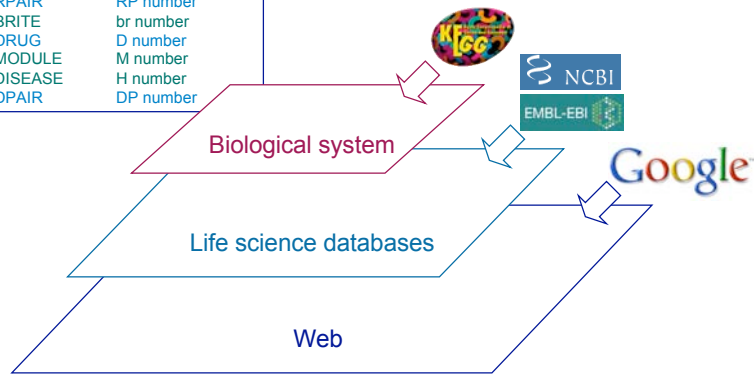 RPAIR RP number
BRITE br number
DRUG D number
MODULE M number
DISEASE H number
DPAIR DP number
KEGG
NCBI
EMBL-EBI
Google
Biological system
Life science databases
Web